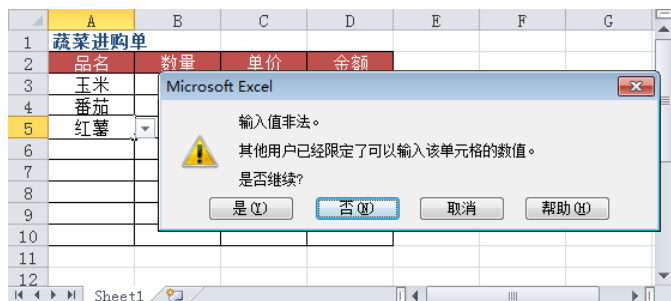 A B C D E F G
1 蔬菜进购单
2 品名 数量 单价 金额
3 玉米
4 番茄
5 红薯
6
7
8
9
10
11
12
Microsoft Excel
输入值非法。
其他用户已经限定了可以输入该单元格的数值。
是否继续?
是(Y) 否(N) 取消 帮助(H)
Sheet1